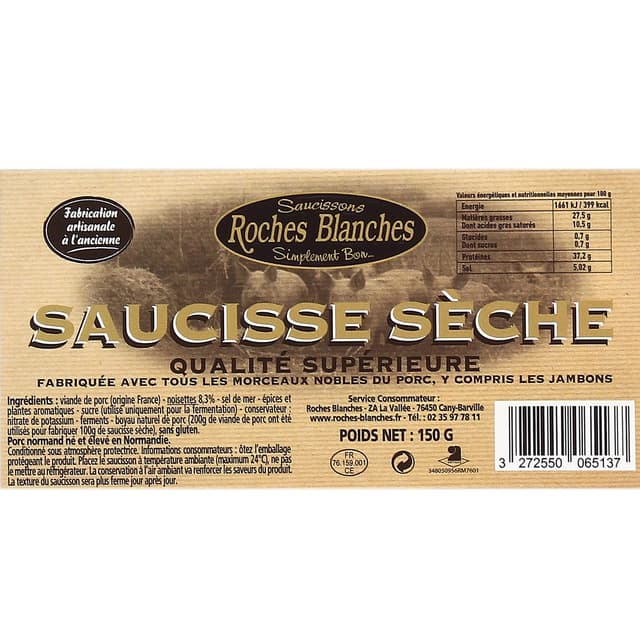 Fabrication
artisanale
à l'ancienne
Saucissons
Roches Blanches
Simplement Bon...
Valeurs énergétiques et nutritionnelles moyennes pour 100 g
Energie 1661 kJ / 399 kcal
Matières grasses 27,5 g
Dont acides gras saturés 10,5 g
Glucides 0,7 g
Dont sucres 0,7 g
Protéines 37,2 g
Sel 5,02 g
SAUCISSE SÈCHE
QUALITÉ SUPÉRIEURE
FABRIQUÉE AVEC TOUS LES MORCEAUX NOBLES DU PORC, Y COMPRIS LES JAMBONS
Ingrédients : viande de porc (origine France) - noisettes 8,3% - sel de mer - épices et
plantes aromatiques - sucre (utilisé uniquement pour la fermentation) - conservateur :
nitrate de potassium - ferments - boyau naturel de porc (200g de viande de porc ont été
utilisés pour fabriquer 100g de saucisse sèche), sans gluten.
Porc normand né et élevé en Normandie.
Conditionné sous atmosphère protectrice. Informations consommateurs : ôtez l'emballage
protégeant le produit. Placez le saucisson à température ambiante (maximum 24°C), ne pas
le mettre au réfrigérateur. La conservation à l'air ambiant va renforcer les saveurs du produit.
La texture du saucisson sera plus ferme jour après jour.
Service Consommateur :
Roches Blanches - ZA La Vallée - 76450 Cany-Barville
www.roches-blanches.fr - Tél. : 02 35 97 78 11
POIDS NET : 150 G
FR
76.159.001
CE
348050956RM7601
3 272550 065137